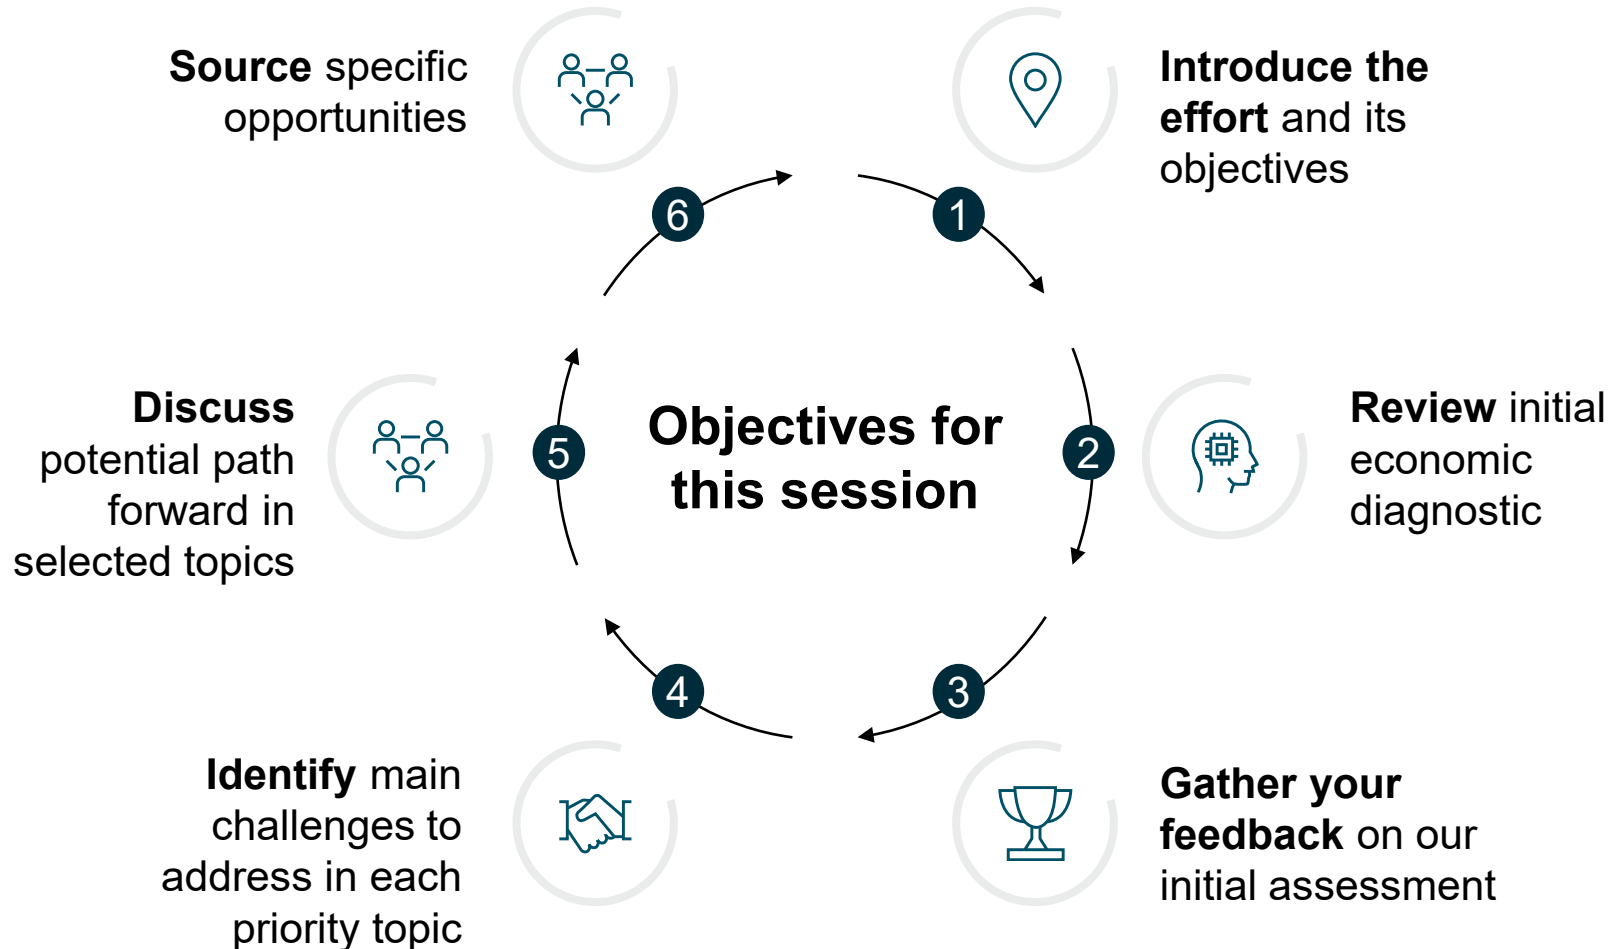 Objectives for
this session
1
Introduce the
effort and its
objectives
2
Review initial
economic
diagnostic
3
Gather your
feedback on our
initial assessment
4
Identify main
challenges to
address in each
priority topic
5
Discuss
potential path
forward in
selected topics
6
Source specific
opportunities